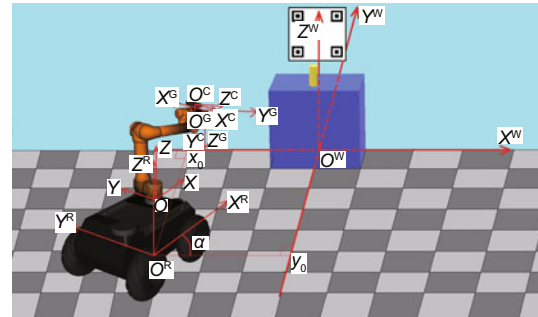 Z^W Y^W
X^G O^C Z^C Y^G
O^G X^C
Z Y^C Z^G X^W
Z^R x_0 O^W
Y X
O X^R
Y^R
α
O^R y_0